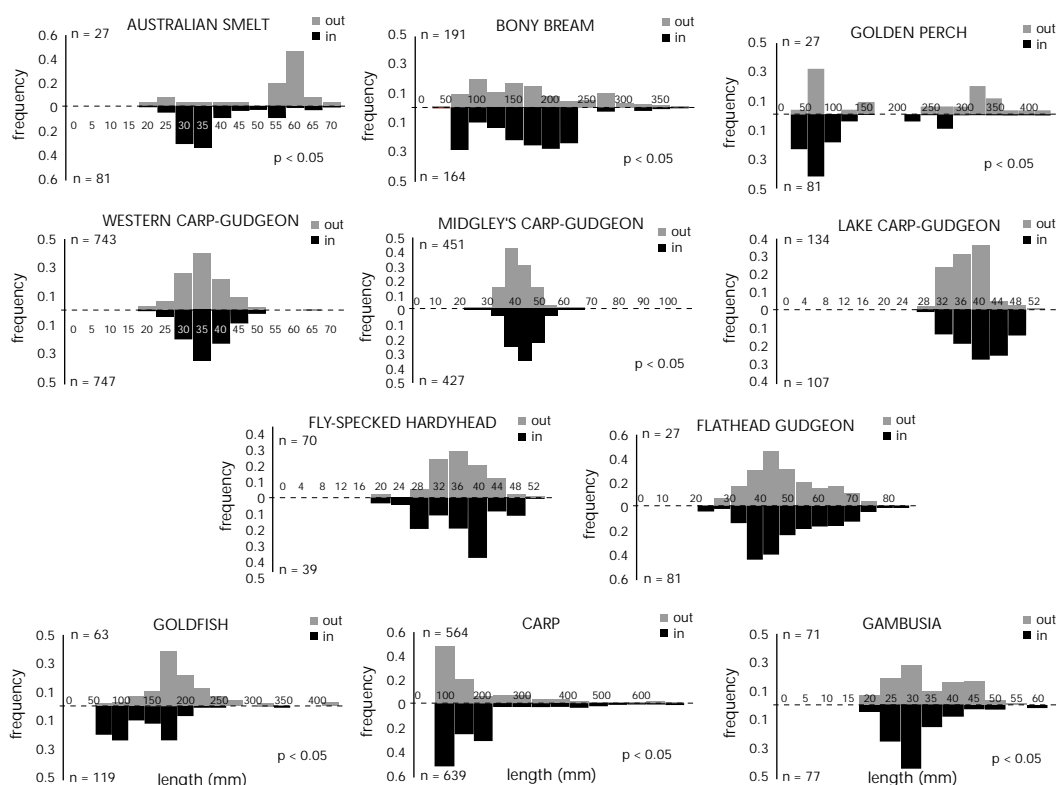 AUSTRALIAN SMELT
out
in
n = 27
0.6
0.4
0.2
0
0.2
0.4
0.6
frequency
0 5 10 15 20 25 30 35 40 45 50 55 60 65 70
p < 0.05
n = 81
BONY BREAM
out
in
n = 191
0.5
0.3
0.1
0.1
0.3
0.5
frequency
0 50 100 150 200 250 300 350
p < 0.05
n = 164
GOLDEN PERCH
out
in
n = 27
0.5
0.3
0.1
0.1
0.3
0.5
frequency
0 50 100 150 200 250 300 350 400
p < 0.05
n = 81
WESTERN CARP-GUDGEON
out
in
n = 743
0.5
0.3
0.1
0.1
0.3
0.5
frequency
0 5 10 15 20 25 30 35 40 45 50 55 60 65 70
n = 747
MIDGLEY'S CARP-GUDGEON
out
in
n = 451
0.5
0.4
0.3
0.2
0.1
0
0.1
0.2
0.3
0.4
0.5
frequency
0 10 20 30 40 50 60 70 80 90 100
p < 0.05
n = 427
LAKE CARP-GUDGEON
out
in
n = 134
0.4
0.3
0.2
0.1
0
0.1
0.2
0.3
0.4
frequency
0 4 8 12 16 20 24 28 32 36 40 44 48 52
n = 107
FLY-SPECKED HARDYHEAD
out
in
n = 70
0.4
0.3
0.2
0.1
0
0.1
0.2
0.3
0.4
0.5
frequency
0 4 8 12 16 20 24 28 32 36 40 44 48 52
n = 39
FLATHEAD GUDGEON
out
in
n = 27
0.6
0.4
0.2
0
0.2
0.4
0.6
frequency
0 10 20 30 40 50 60 70 80
n = 81
GOLDFISH
out
in
n = 63
0.5
0.3
0.1
0.1
0.3
0.5
frequency
0 50 100 150 200 250 300 350 400
p < 0.05
n = 119
length (mm)
CARP
out
in
n = 564
0.6
0.4
0.2
0
0.2
0.4
0.6
frequency
0 100 200 300 400 500 600
p < 0.05
n = 639
length (mm)
GAMBUSIA
out
in
n = 71
0.5
0.3
0.1
0.1
0.3
0.5
frequency
0 5 10 15 20 25 30 35 40 45 50 55 60
p < 0.05
n = 77
length (mm)